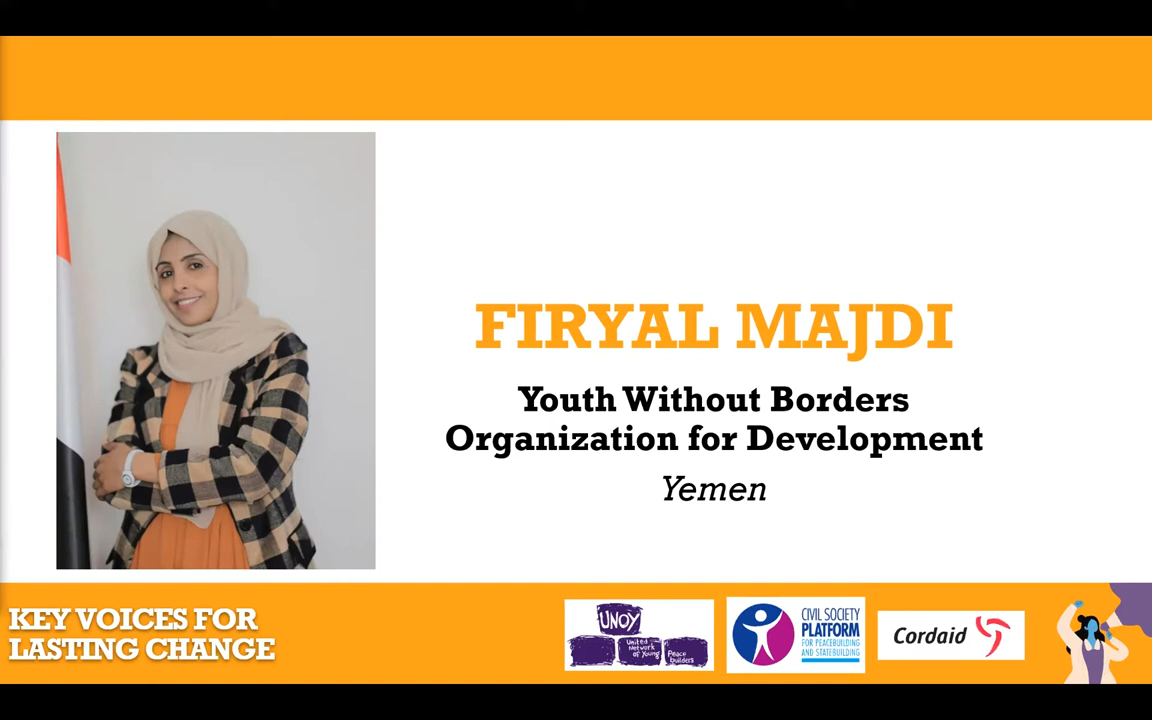 FIRYAL MAJDI
Youth Without Borders
Organization for Development
Yemen
KEY VOICES FOR
LASTING CHANGE
UNOY
United
Network
of Young
Peace
builders
CIVIL SOCIETY
PLATFORM
FOR PEACEBUILDING
AND STATEBUILDING
Cordaid